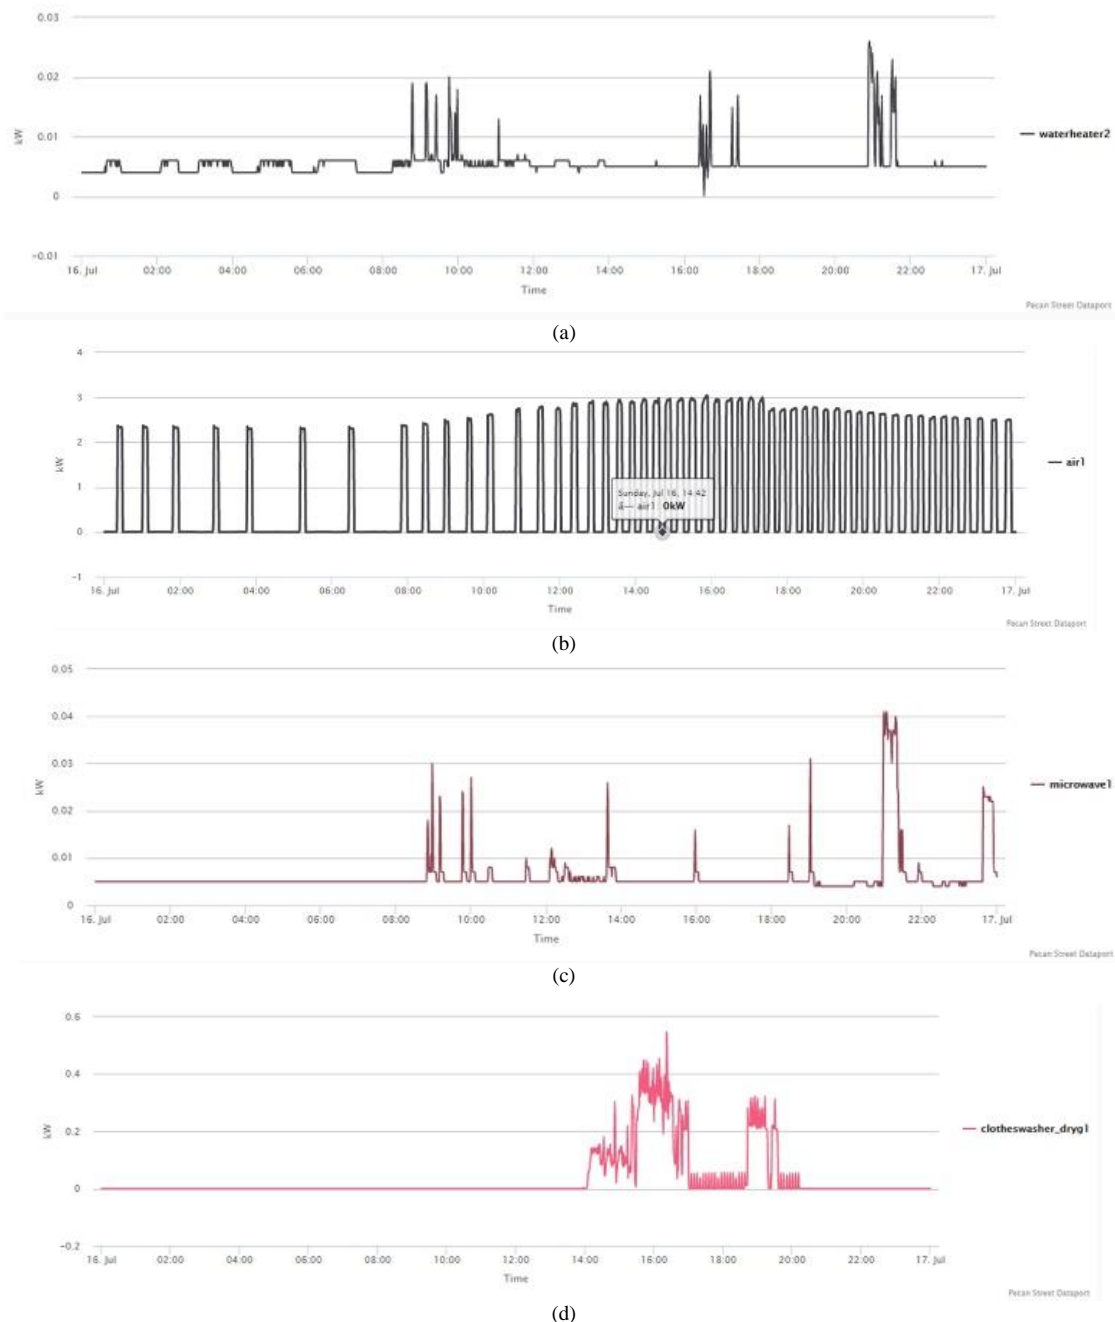 0.03
0.02
0.01
0
−0.01
kW
16. Jul 02:00 04:00 06:00 08:00 10:00 12:00 14:00 16:00 18:00 20:00 22:00 17. Jul
Time
waterheater2
Pecan Street Dataport
(a)
4
3
2
1
0
−1
kW
Sunday, Jul 16, 14:42
air1 0kW
16. Jul 02:00 04:00 06:00 08:00 10:00 12:00 14:00 16:00 18:00 20:00 22:00 17. Jul
Time
air1
Pecan Street Dataport
(b)
0.05
0.04
0.03
0.02
0.01
0
kW
16. Jul 02:00 04:00 06:00 08:00 10:00 12:00 14:00 16:00 18:00 20:00 22:00 17. Jul
Time
microwave1
Pecan Street Dataport
(c)
0.6
0.4
0.2
0
−0.2
kW
16. Jul 02:00 04:00 06:00 08:00 10:00 12:00 14:00 16:00 18:00 20:00 22:00 17. Jul
Time
clotheswasher_dryg1
Pecan Street Dataport
(d)